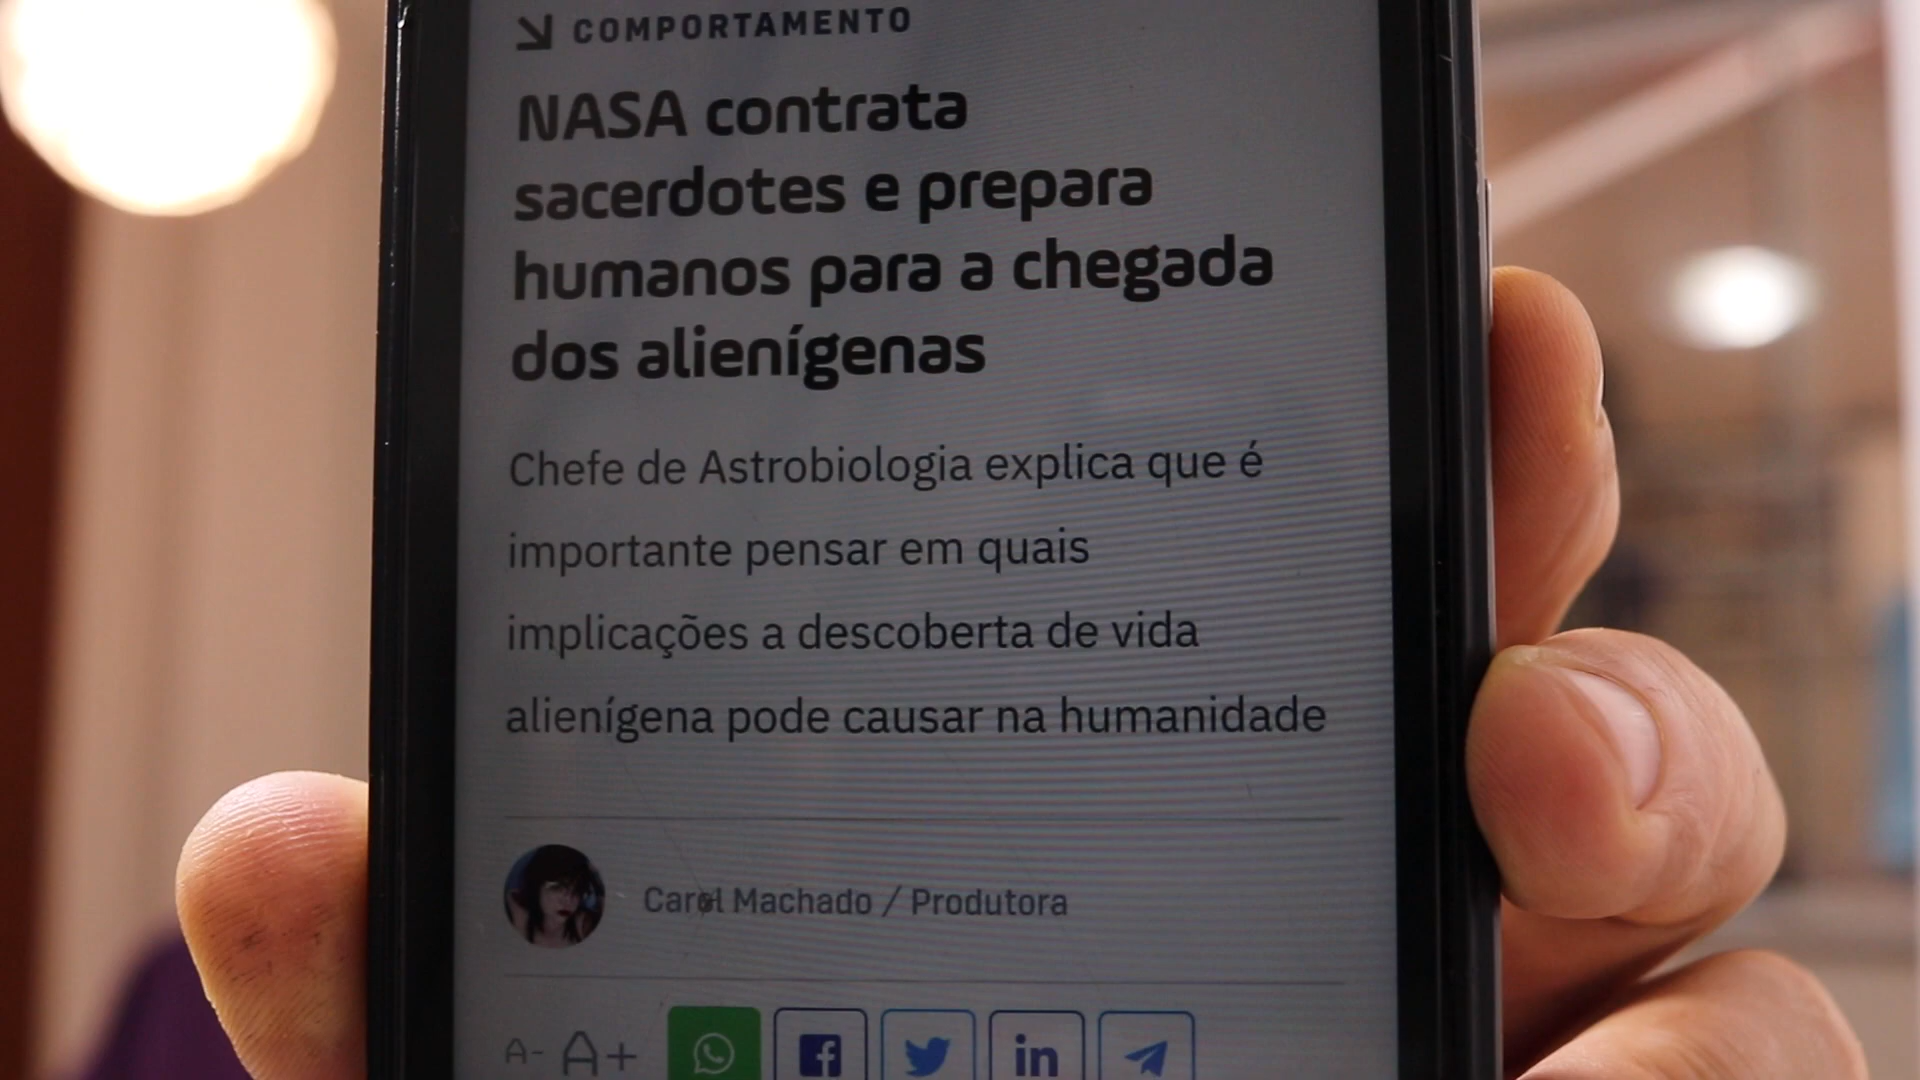 COMPORTAMENTO
NASA contrata
sacerdotes e prepara
humanos para a chegada
dos alienígenas
Chefe de Astrobiologia explica que é
importante pensar em quais
implicações a descoberta de vida
alienígena pode causar na humanidade
Carol Machado / Produtora
A- A+ in